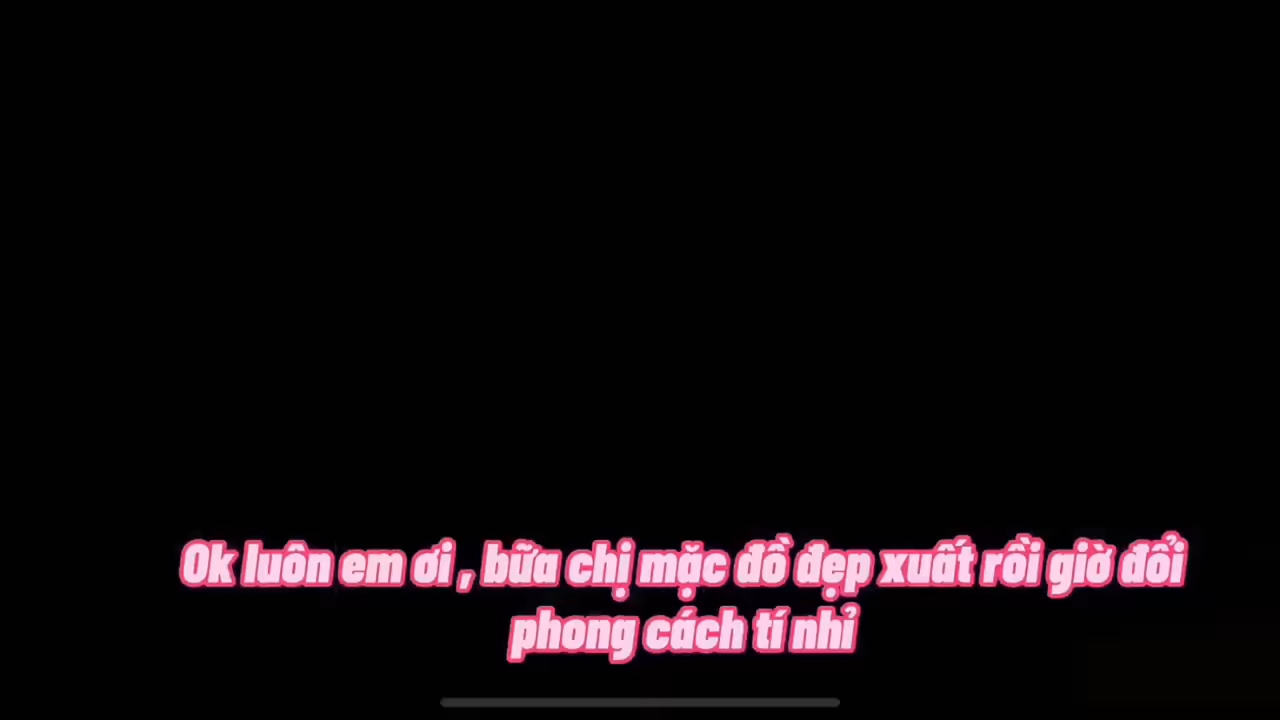 Ok luôn em ơi , bữa chị mặc đồ đẹp xuất rồi giờ đổi
phong cách tí nhỉ